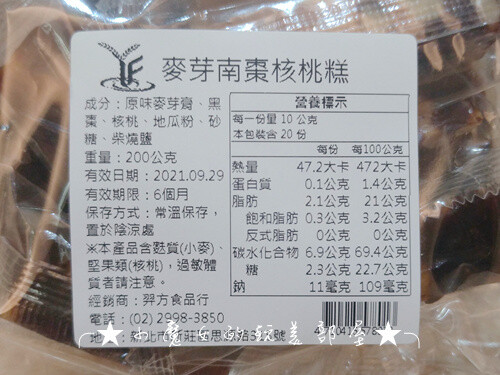 YF
麥芽南棗核桃糕
成分：原味麥芽膏、黑
棗、核桃、地瓜粉、砂
糖、柴燒鹽
重量：200公克
有效日期：2021.09.29
有效期限：6個月
保存方式：常溫保存，
置於陰涼處
※本產品含麩質(小麥)、
堅果類(核桃)，過敏體
質者請注意。
經銷商：羿方食品行
電話：(02) 2998-3850
營養標示
每一份量 10 公克
本包裝含 20 份
每份 每100公克
熱量 47.2大卡 472大卡
蛋白質 0.1公克 1.4公克
脂肪 2.1公克 21公克
飽和脂肪 0.3公克 3.2公克
反式脂肪 0公克 0公克
碳水化合物 6.9公克 69.4公克
糖 2.3公克 22.7公克
鈉 11毫克 109毫克